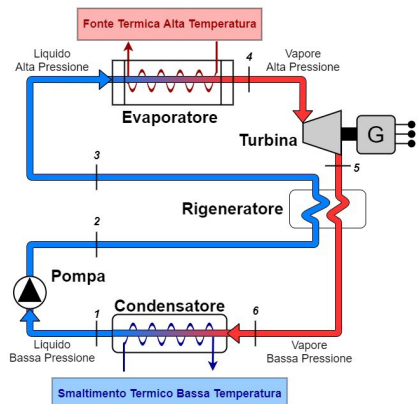 Fonte Termica Alta Temperatura
Liquido
Alta Pressione
4
Vapore
Alta Pressione
Evaporatore
Turbina
G
3
5
Rigeneratore
2
Pompa
Condensatore
1
6
Liquido
Bassa Pressione
Vapore
Bassa Pressione
Smaltimento Termico Bassa Temperatura